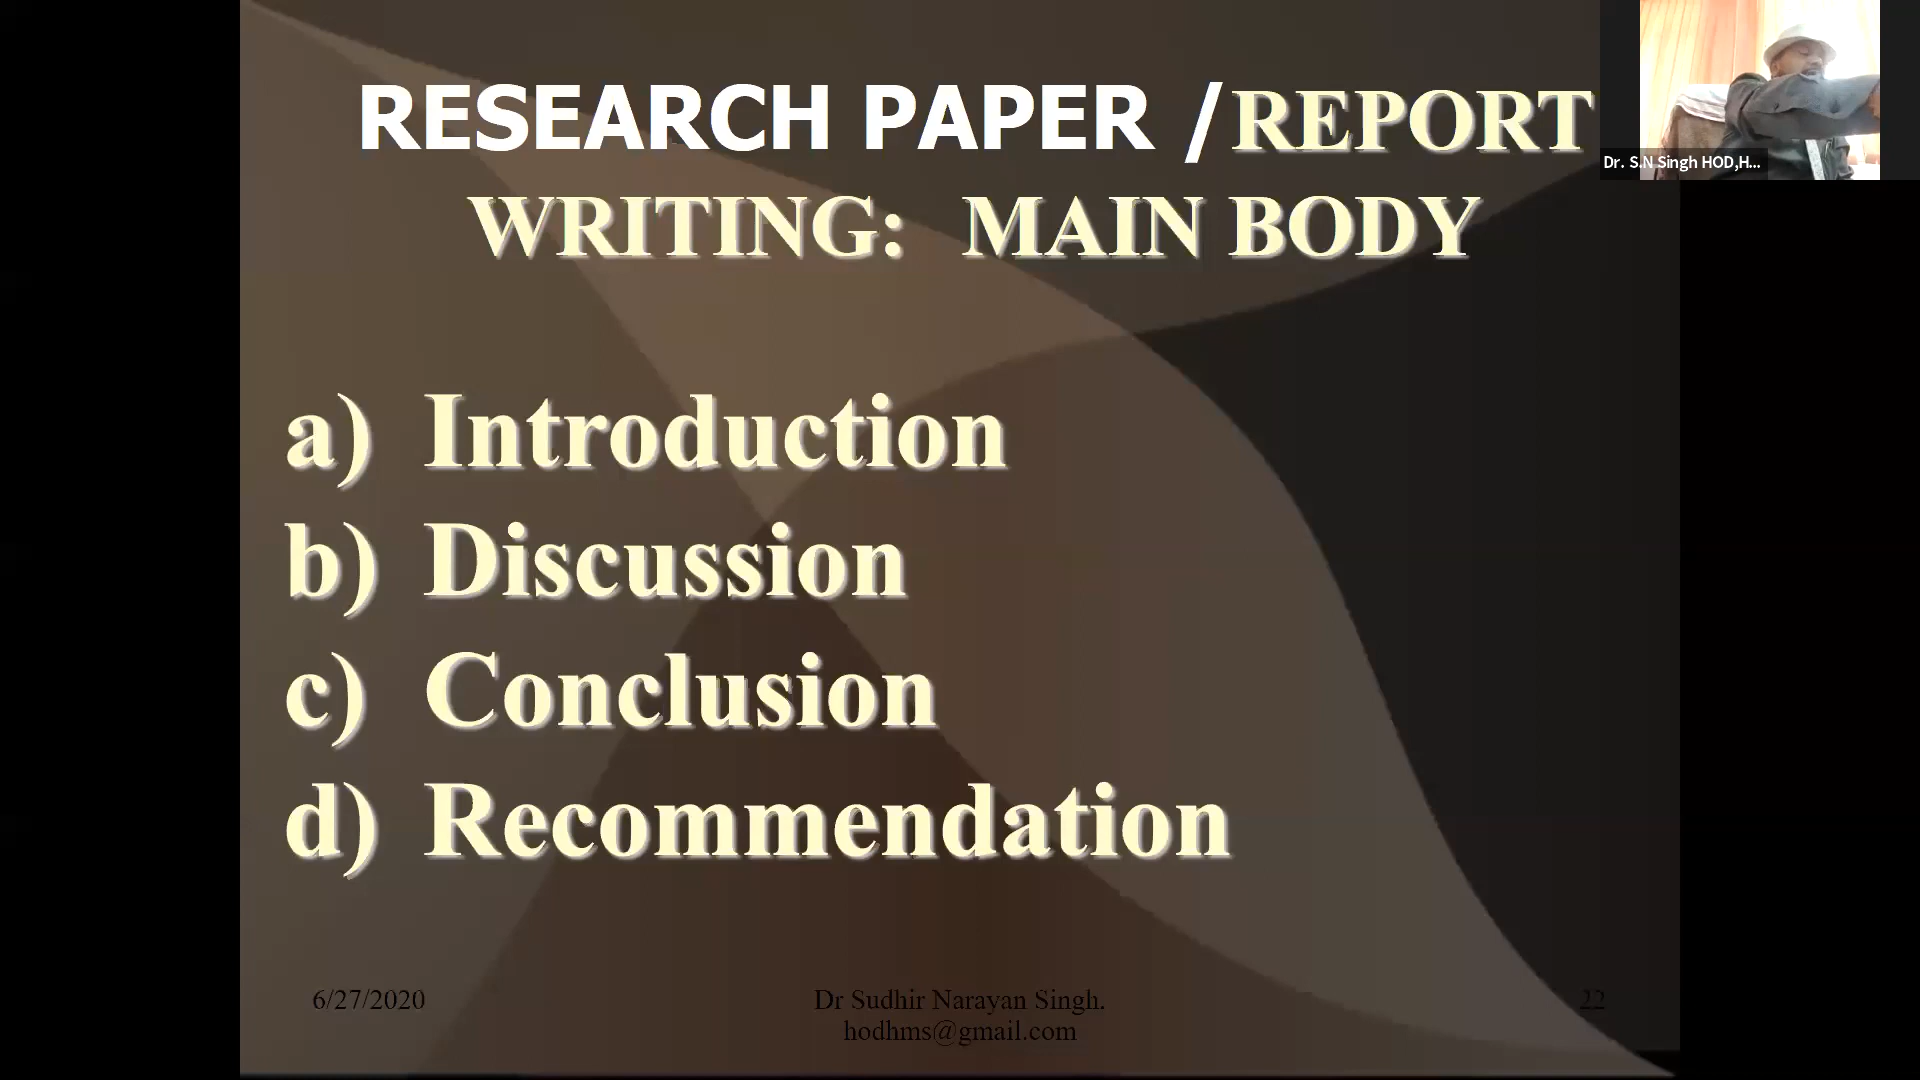 RESEARCH PAPER /REPORT
WRITING: MAIN BODY
Dr. S.N Singh HOD,H...
a) Introduction
b) Discussion
c) Conclusion
d) Recommendation
6/27/2020
Dr Sudhir Narayan Singh.
hodhms@gmail.com
22